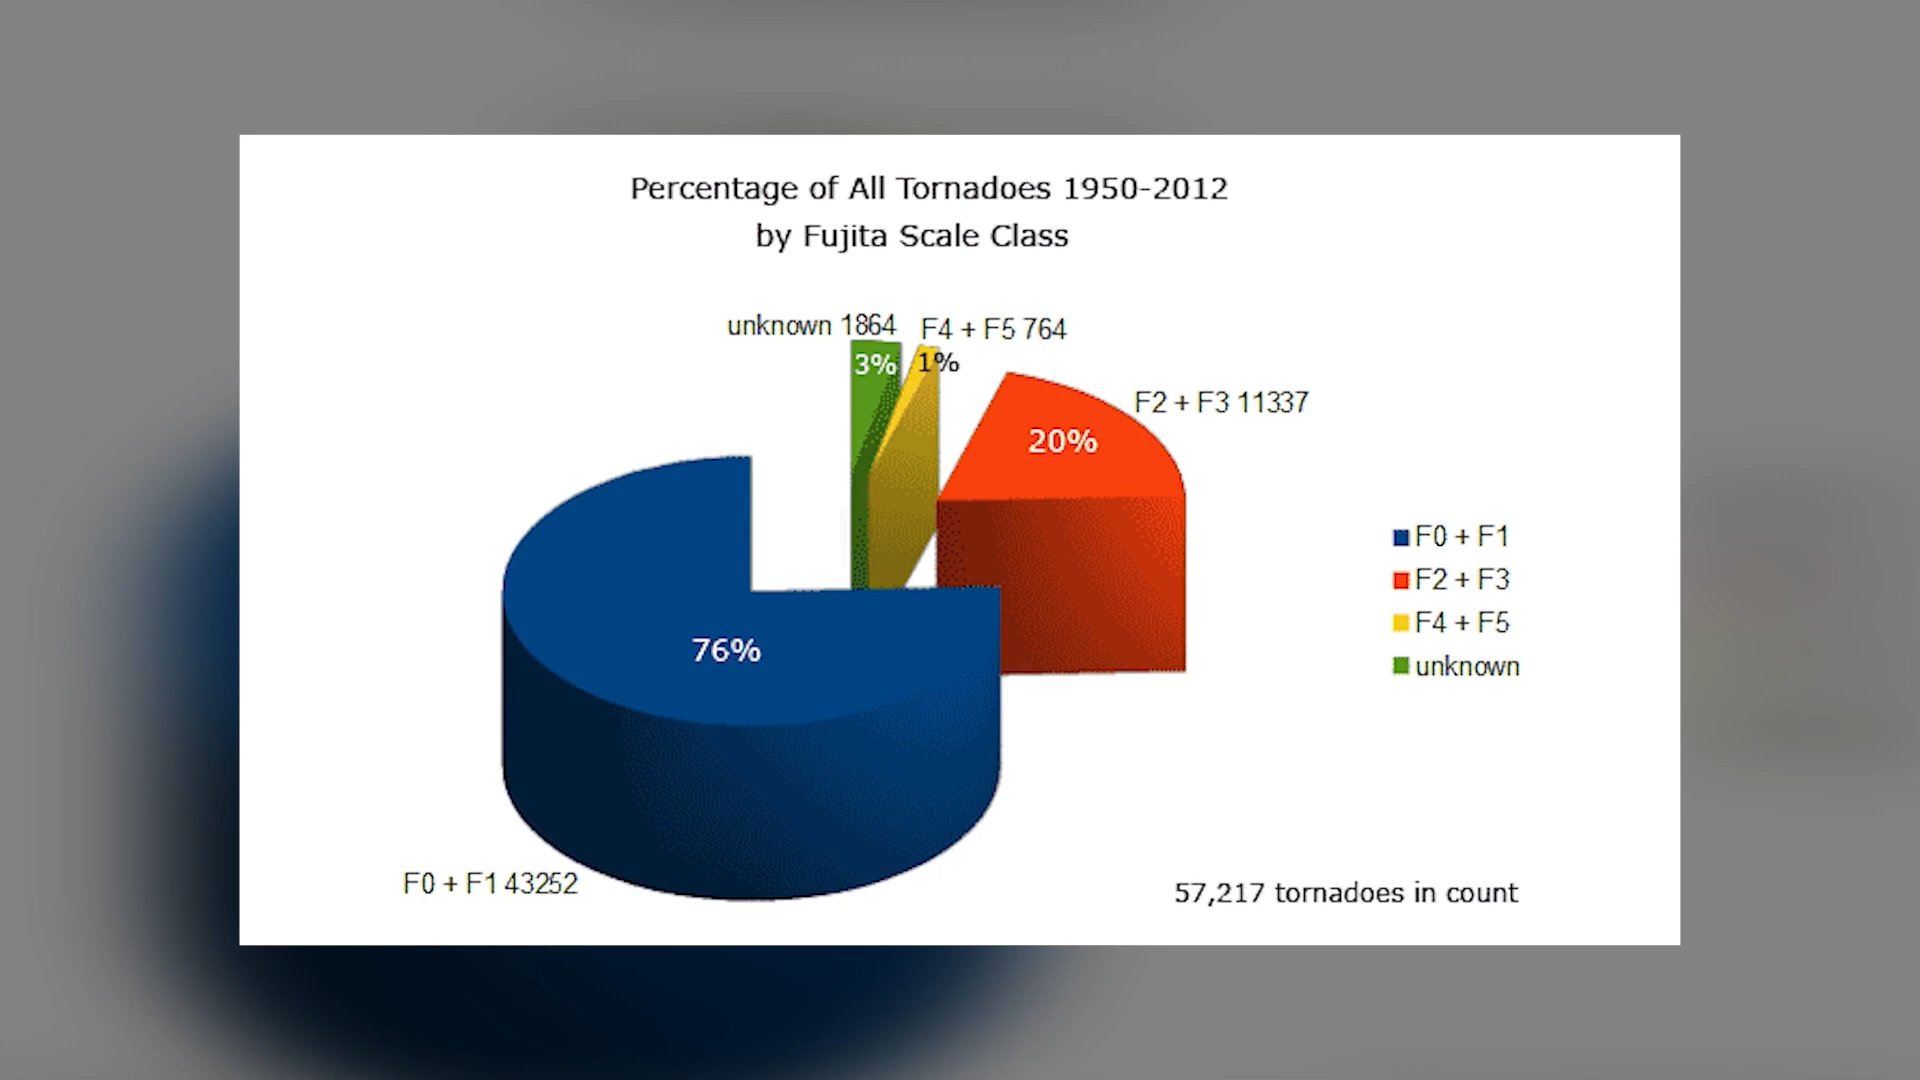 Percentage of All Tornadoes 1950-2012
by Fujita Scale Class
unknown 1864
F4 + F5 764
3%
1%
F2 + F3 11337
20%
F0 + F1
F2 + F3
F4 + F5
unknown
76%
F0 + F1 43252
57,217 tornadoes in count